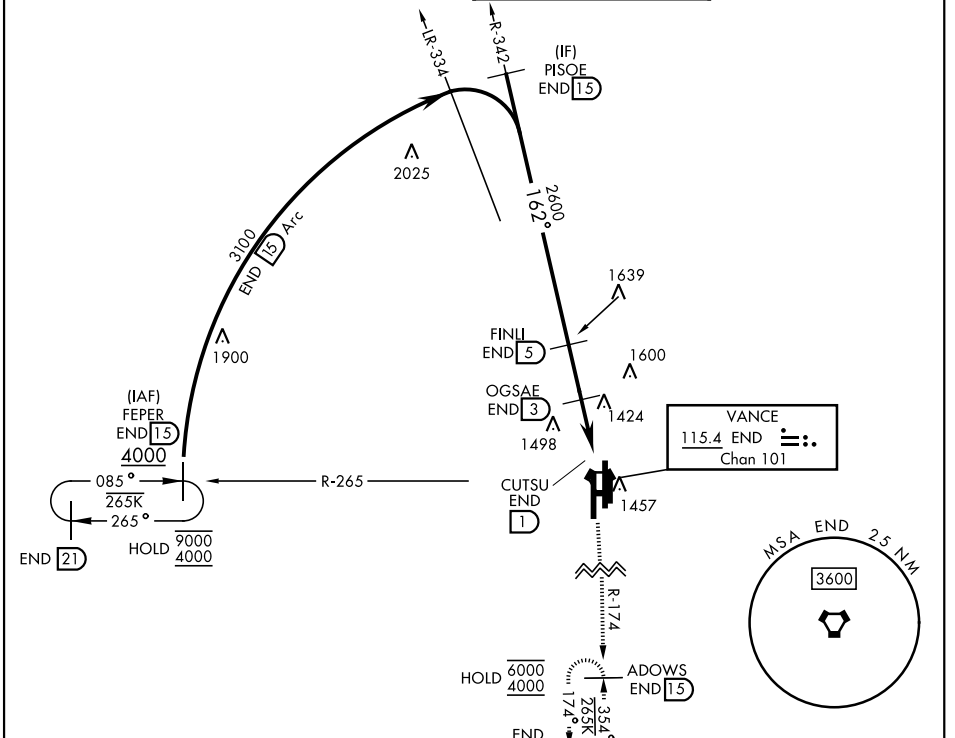 LR-334
R-342
(IF)
PISOE
END 15
2025
3100
END 15 Arc
2600
162°
1639
1900
FINLI
END 5
1600
OGSAE
END 3
1424
1498
(IAF)
FEPER
END 15
4000
VANCE
115.4 END
Chan 101
085°
265K
265°
R-265
CUTSU
END
1
1457
END 21
HOLD 9000
4000
MSA END 25 NM
3600
R-174
HOLD 6000
4000
ADOWS
END 15
174°
265K
354°
END